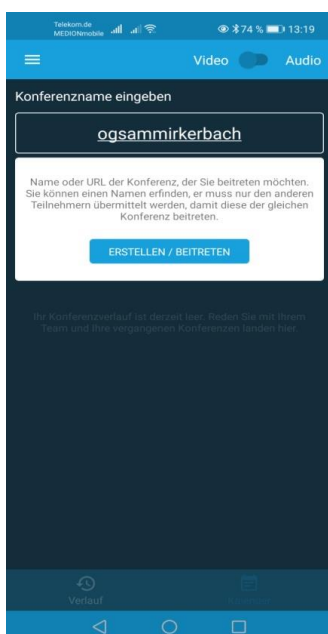 Telekom.de
MEDIONmobile
74 % 13:19
Video Audio
Konferenzname eingeben
ogsammirkerbach
Name oder URL der Konferenz, der Sie beitreten möchten.
Sie können einen Namen erfinden, er muss nur den anderen
Teilnehmern übermittelt werden, damit diese der gleichen
Konferenz beitreten.
ERSTELLEN / BEITRETEN
Ihr Konferenzverlauf ist derzeit leer. Reden Sie mit Ihrem
Team und Ihre vergangenen Konferenzen landen hier.
Verlauf